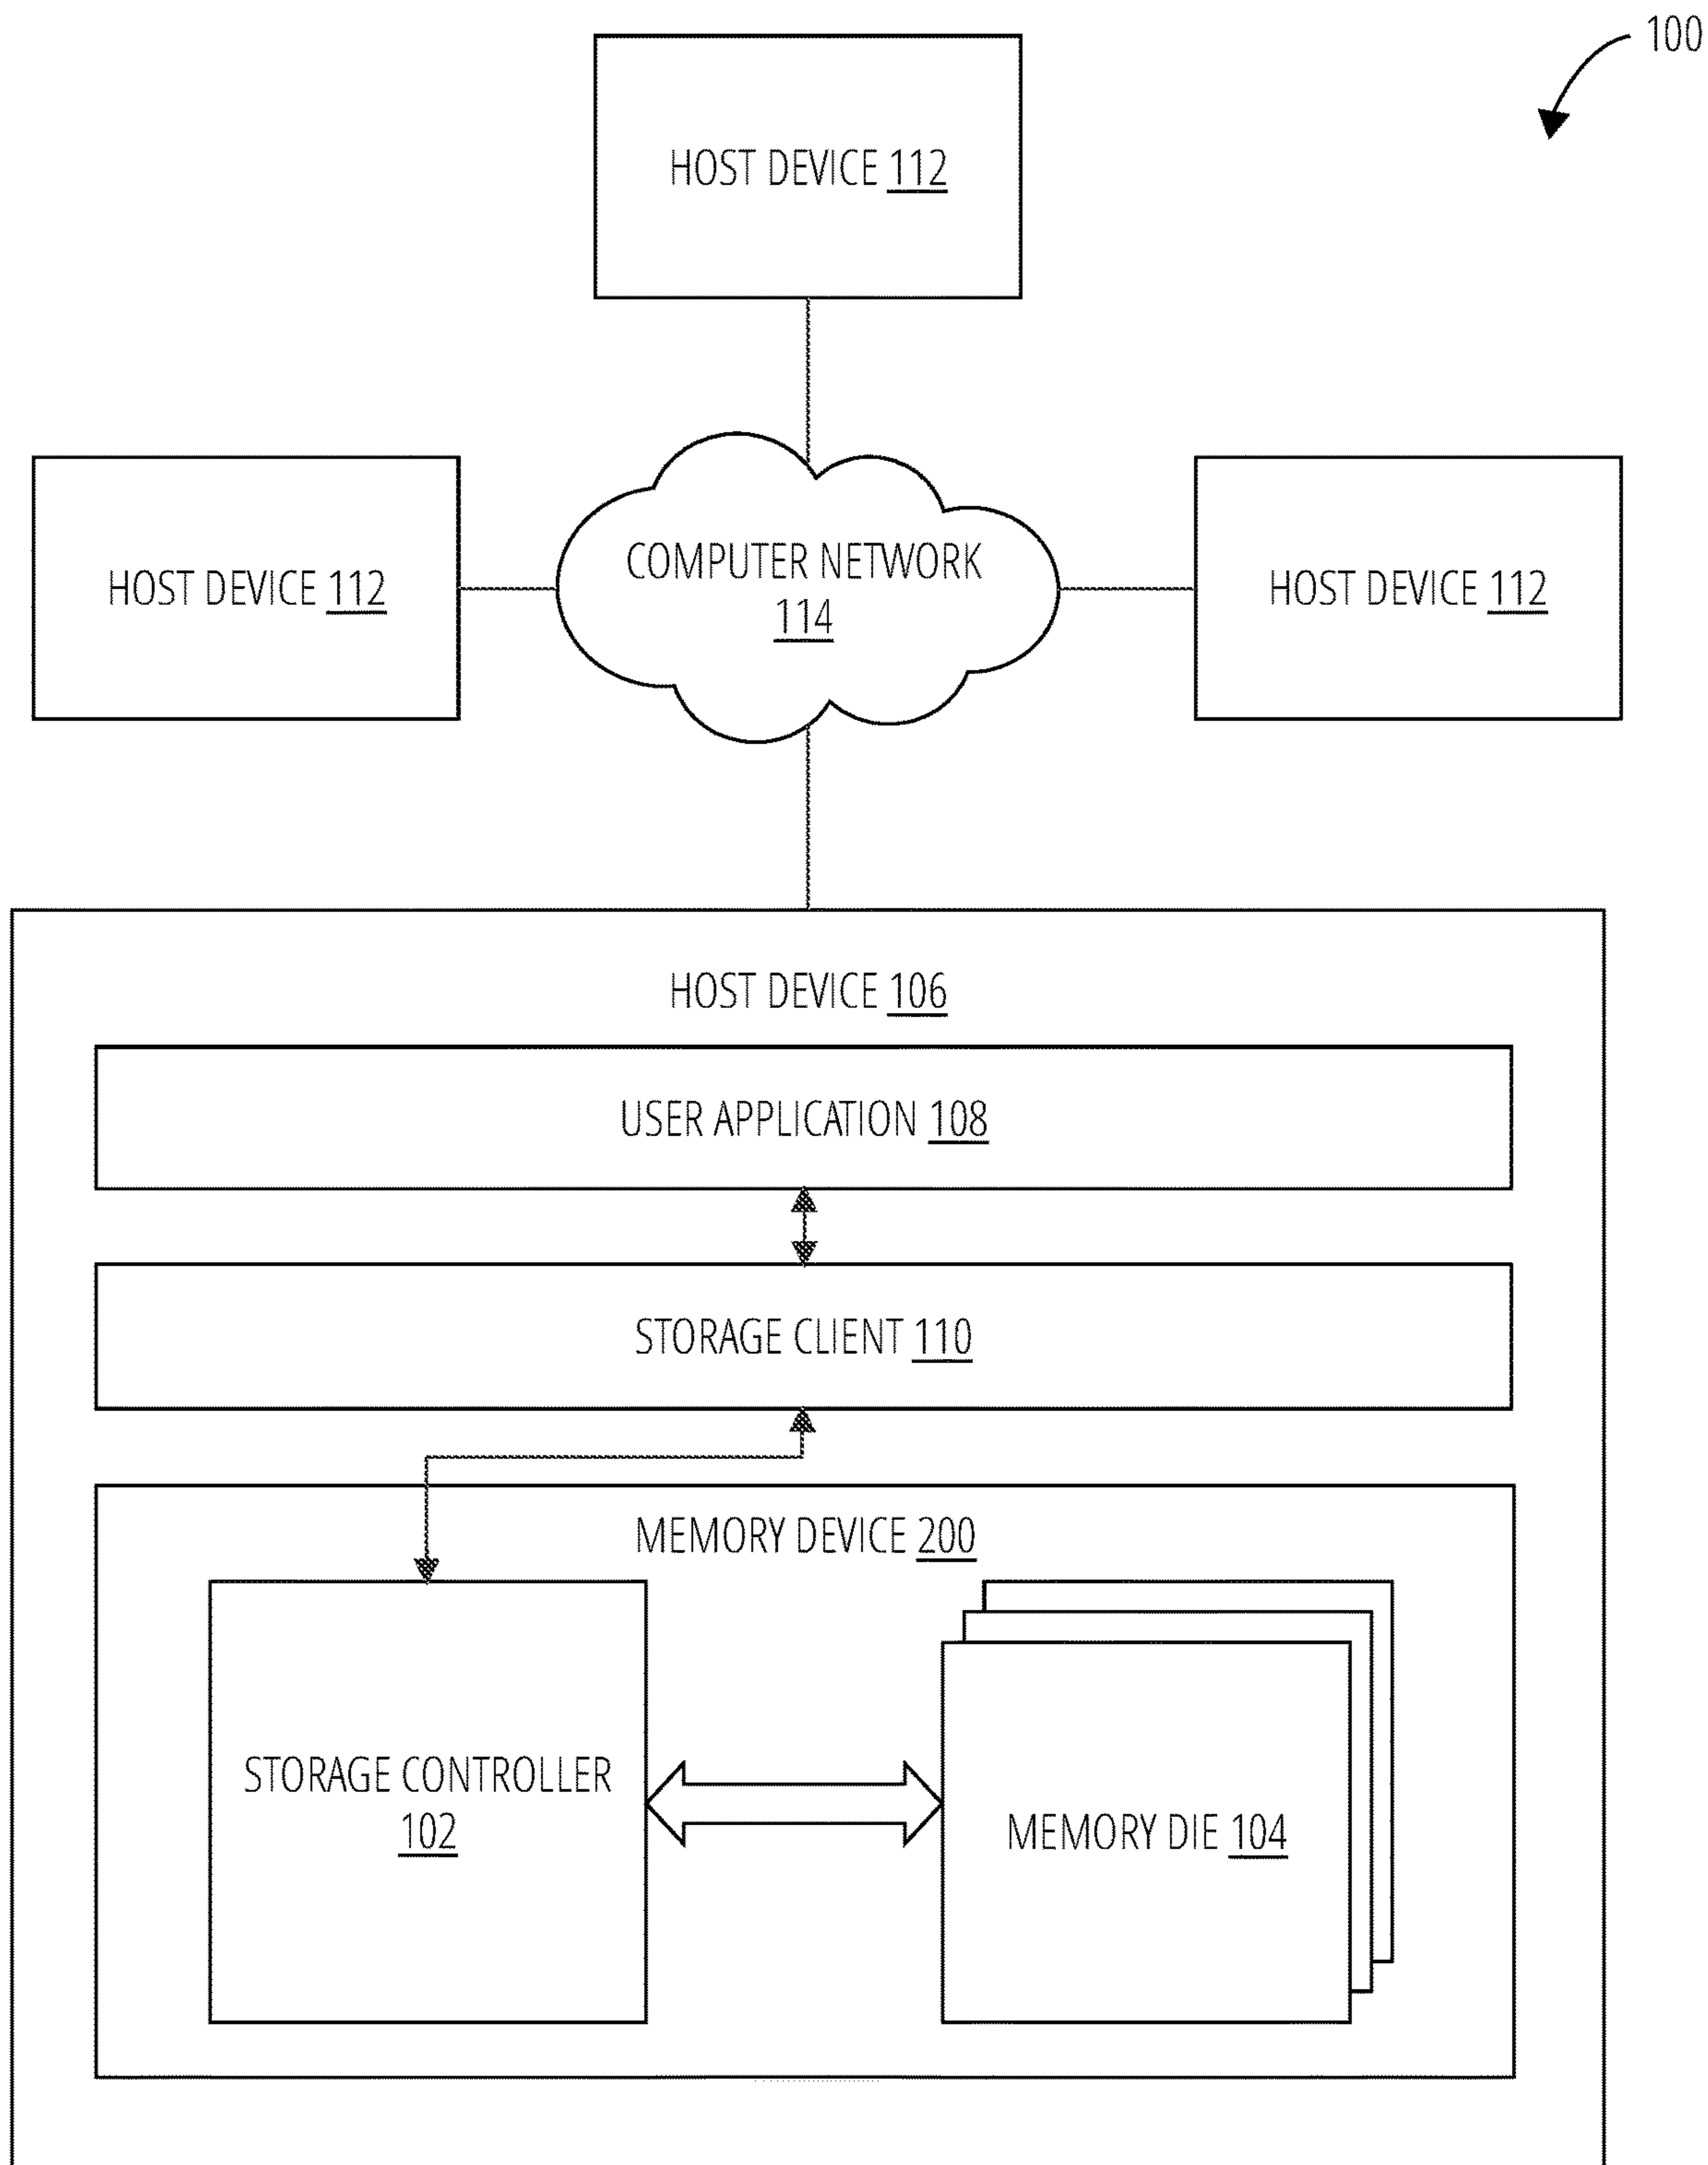 100
HOST DEVICE 112
HOST DEVICE 112
COMPUTER NETWORK
114
HOST DEVICE 112
HOST DEVICE 106
USER APPLICATION 108
STORAGE CLIENT 110
MEMORY DEVICE 200
STORAGE CONTROLLER
102
MEMORY DIE 104